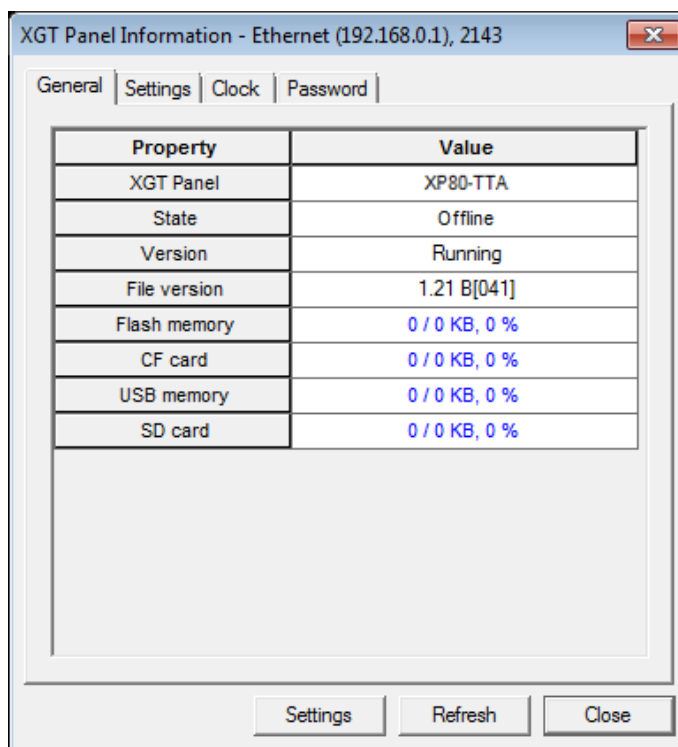 XGT Panel Information - Ethernet (192.168.0.1), 2143
General Settings Clock Password
Property Value
XGT Panel XP80-TTA
State Offline
Version Running
File version 1.21 B[041]
Flash memory 0 / 0 KB, 0 %
CF card 0 / 0 KB, 0 %
USB memory 0 / 0 KB, 0 %
SD card 0 / 0 KB, 0 %
Settings Refresh Close